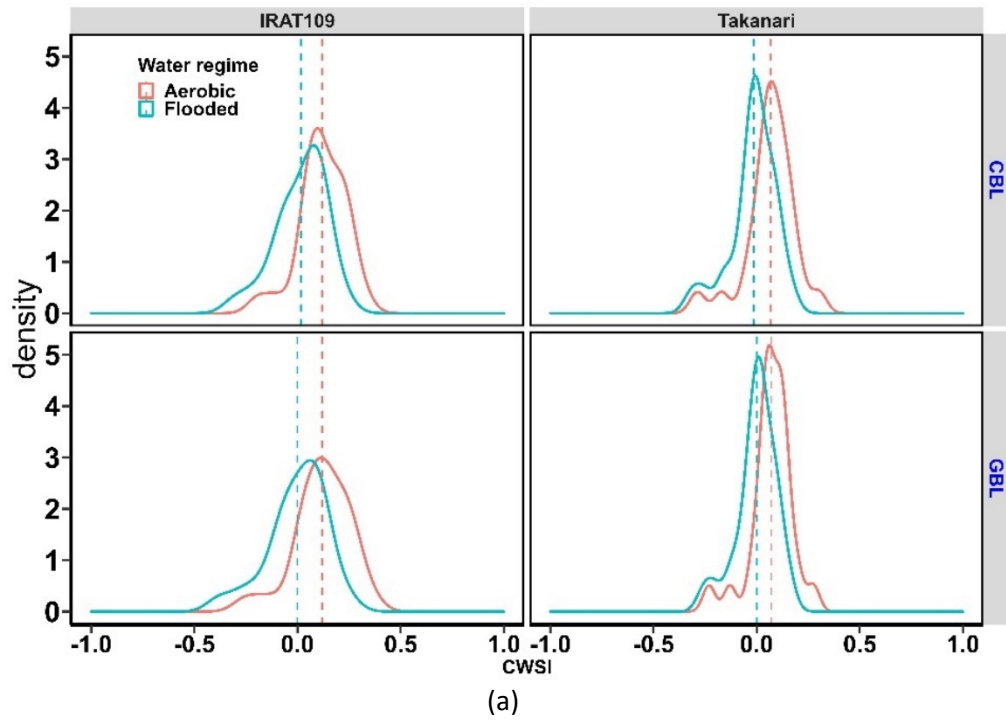 IRAT109 Takanari
5
4
3
2
1
0
Water regime
Aerobic
Flooded
CBL
density
5
4
3
2
1
0
GBL
-1.0 -0.5 0.0 0.5 1.0 -1.0 -0.5 0.0 0.5 1.0
CWSI
(a)